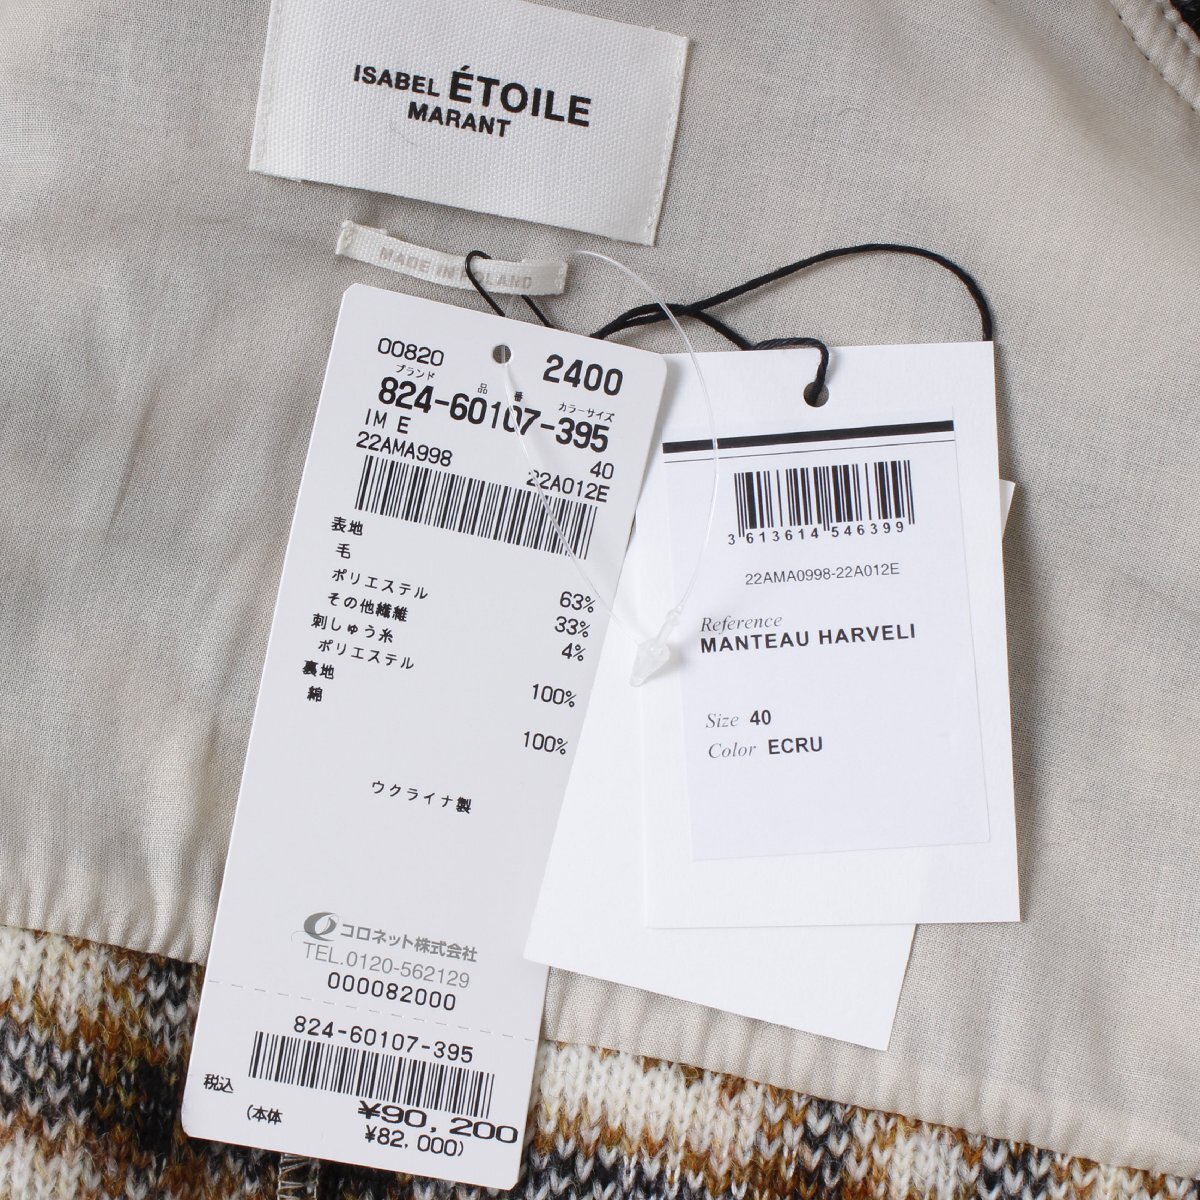 ISABEL ÉTOILE
MARANT
MADE IN POLAND
00820
2400
ブランド 品 番 カラーサイズ
824-60107-395
IM E
40
22AMA998
22A012E
表地
毛 63%
ポリエステル 33%
その他繊維 4%
刺しゅう糸
ポリエステル 100%
裏地
綿 100%
ウクライナ製
コロネット株式会社
TEL.0120-562129
000082000
824-60107-395
税込 ¥90,200
(本体 ¥82,000)
3 613614 546399
22AMA0998-22A012E
Reference
MANTEAU HARVELI
Size 40
Color ECRU